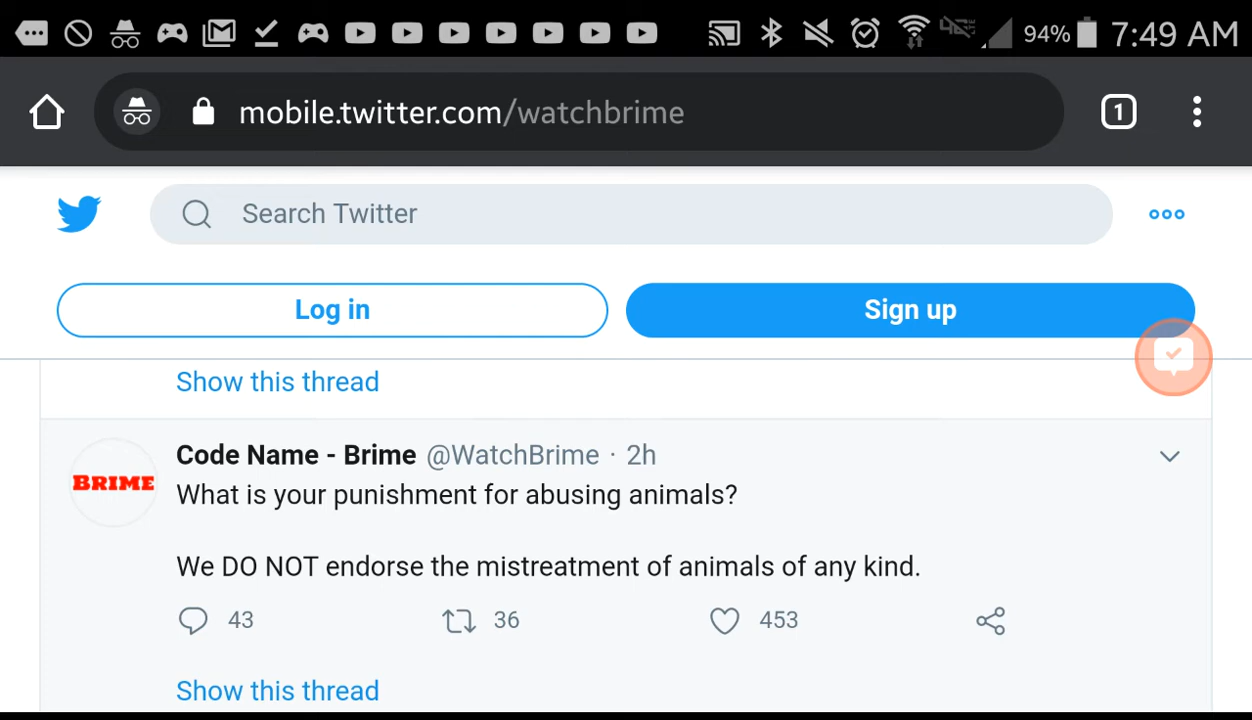 94% 7:49 AM
mobile.twitter.com/watchbrime
1
Search Twitter
Log in
Sign up
Show this thread
Code Name - Brime @WatchBrime · 2h
BRIME
What is your punishment for abusing animals?
We DO NOT endorse the mistreatment of animals of any kind.
43 36 453
Show this thread